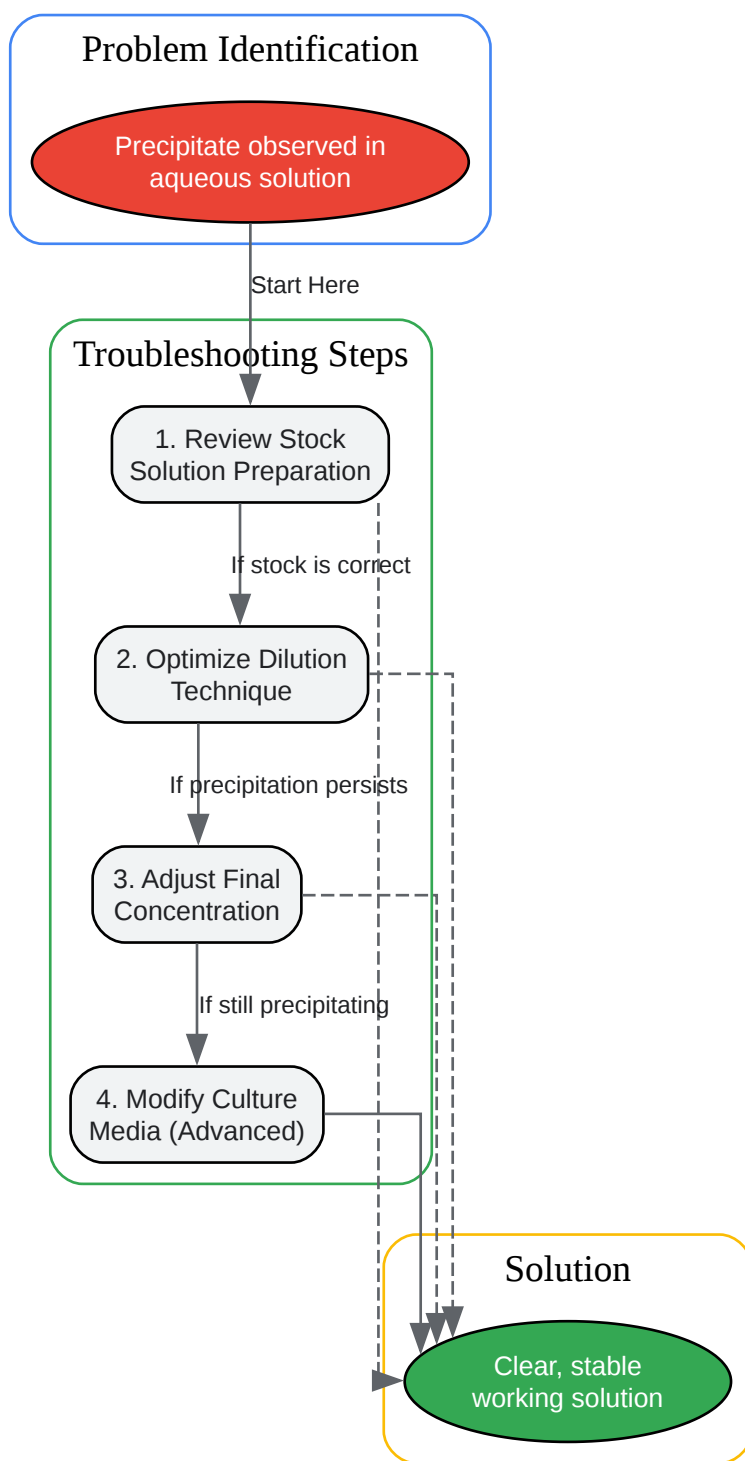 Problem Identification
Precipitate observed in
aqueous solution
Start Here
Troubleshooting Steps
1. Review Stock
Solution Preparation
If stock is correct
2. Optimize Dilution
Technique
If precipitation persists
3. Adjust Final
Concentration
If still precipitating
4. Modify Culture
Media (Advanced)
Solution
Clear, stable
working solution